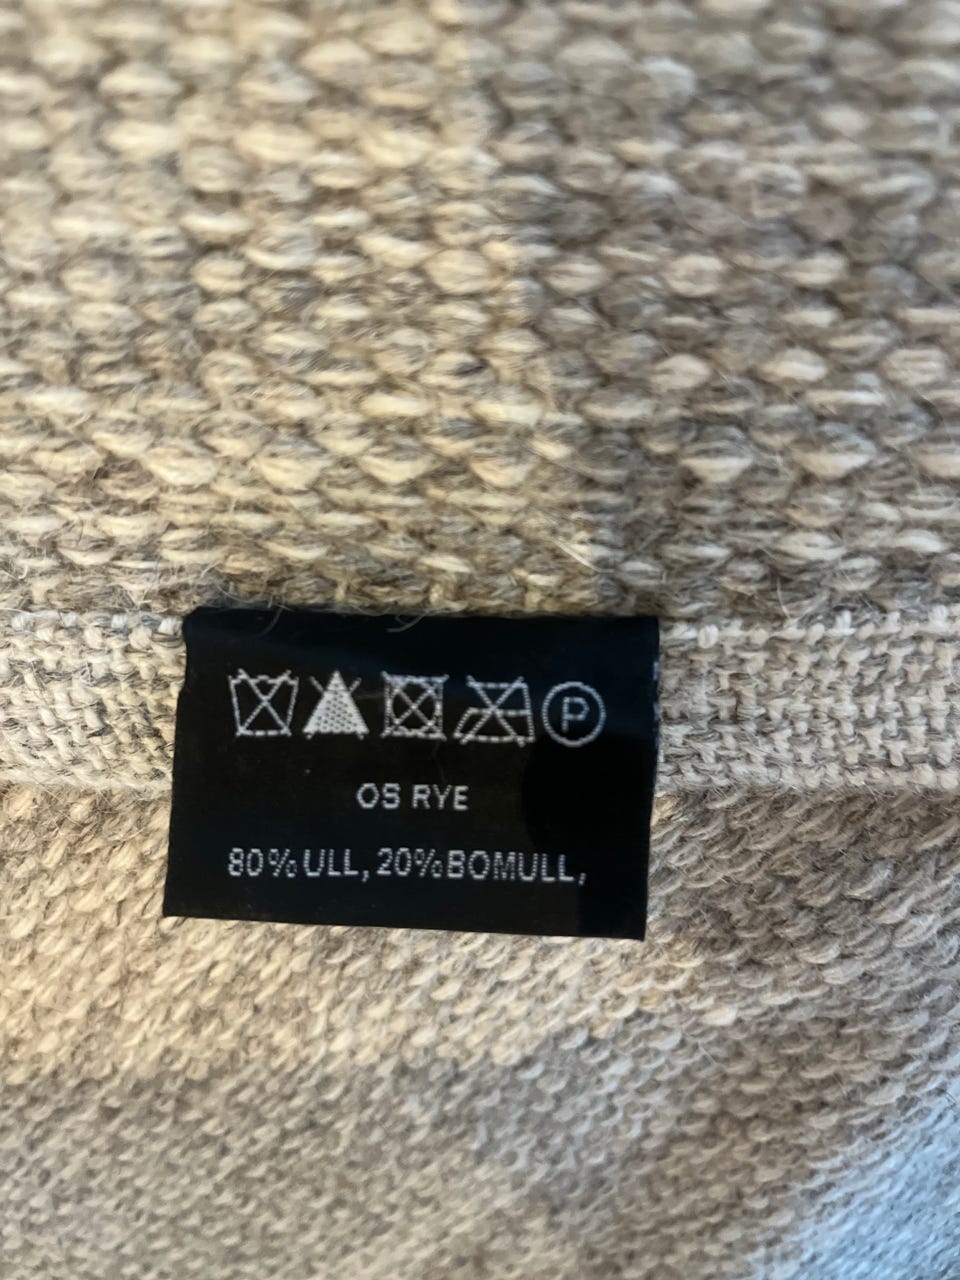 P
OS RYE
80% ULL, 20% BOMULL,